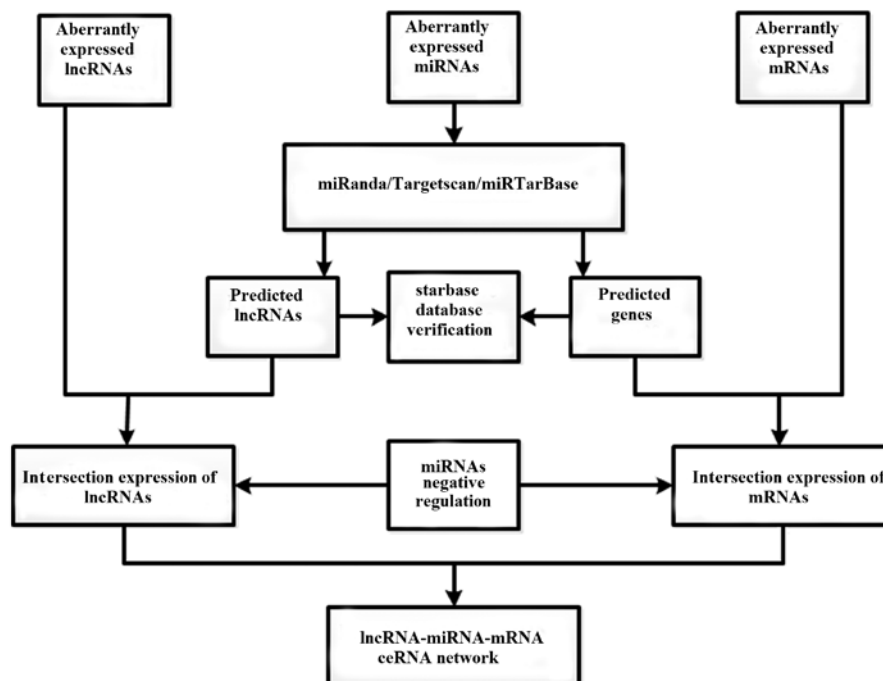 Aberrantly
expressed
lncRNAs
Aberrantly
expressed
miRNAs
Aberrantly
expressed
mRNAs
miRanda/Targetscan/miRTarBase
Predicted
lncRNAs
starbase
database
verification
Predicted
genes
Intersection expression of
lncRNAs
miRNAs
negative
regulation
Intersection expression of
mRNAs
lncRNA-miRNA-mRNA
ceRNA network